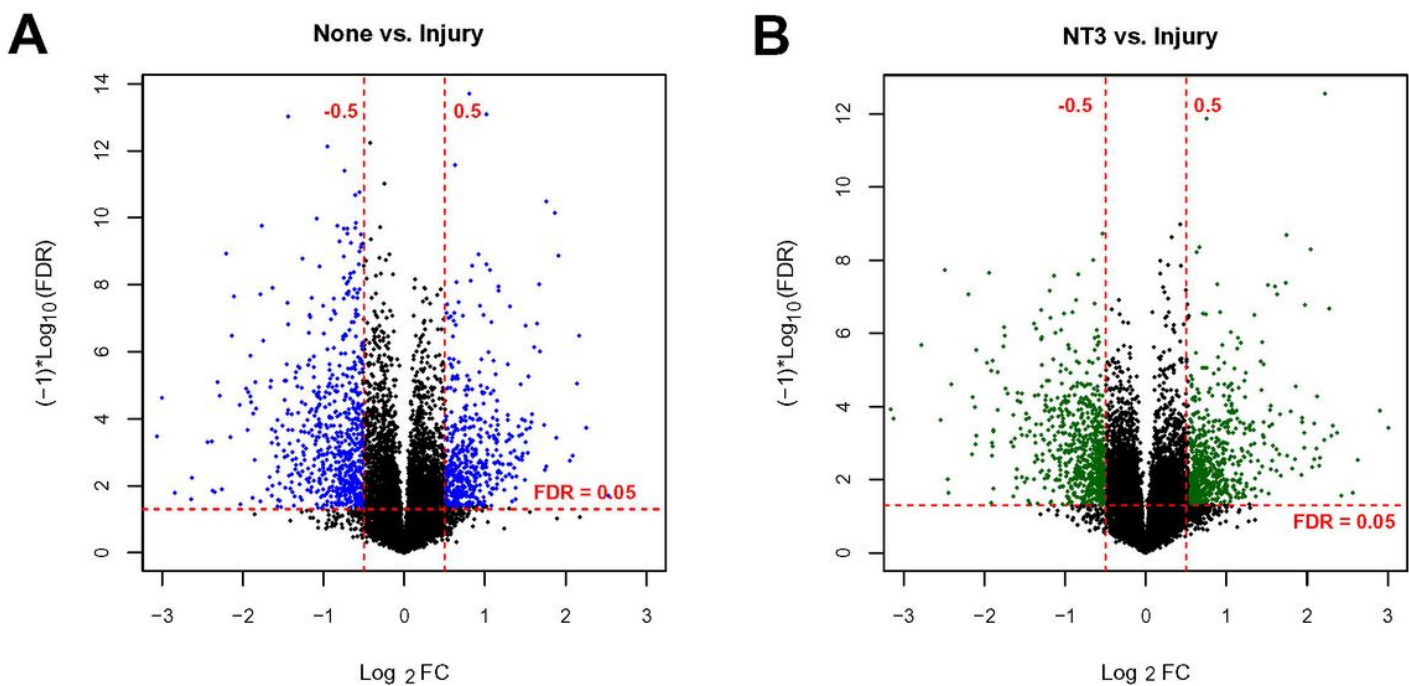 A
None vs. Injury
(−1)*Log10(FDR)
14
12
10
8
6
4
2
0
-0.5
0.5
FDR = 0.05
−3 −2 −1 0 1 2 3
Log 2 FC
B
NT3 vs. Injury
(−1)*Log10(FDR)
12
10
8
6
4
2
0
-0.5
0.5
FDR = 0.05
−3 −2 −1 0 1 2 3
Log 2 FC